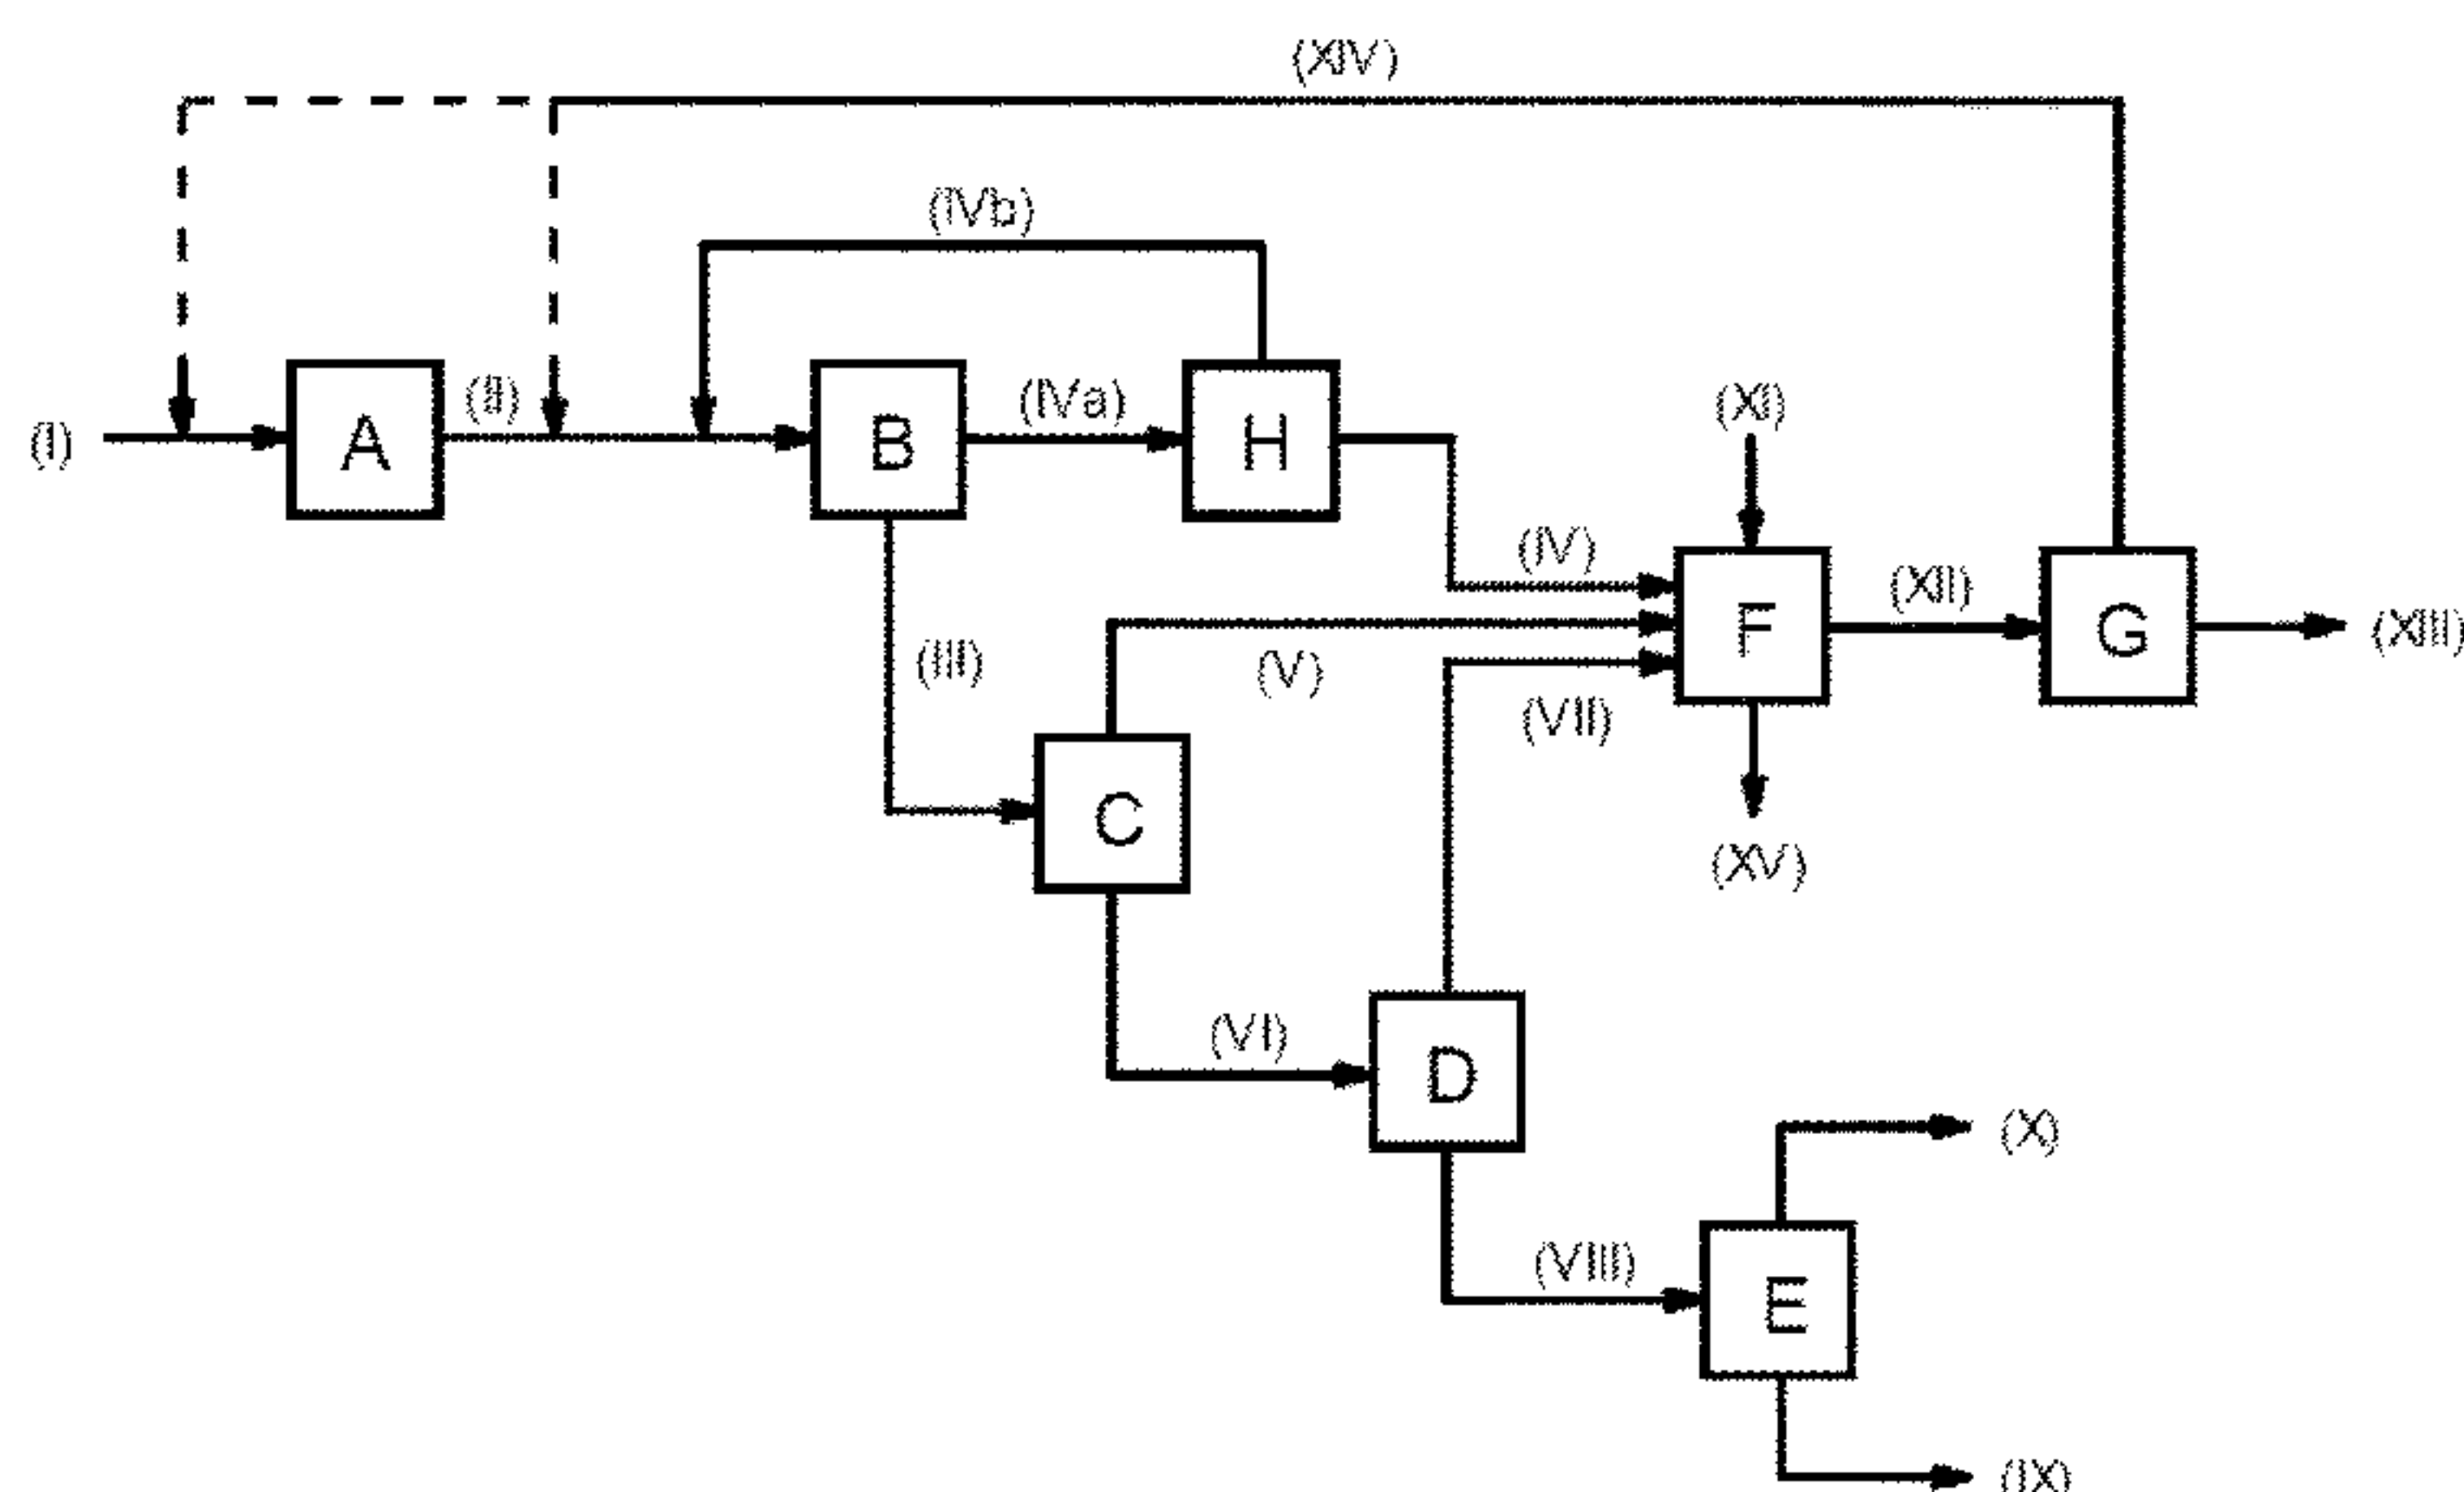 (XIV)
(IVb)
(I)
A
(II)
B
(IVa)
H
(XI)
(IV)
F
(XII)
G
(XIII)
(III)
(V)
(VII)
C
(XV)
(VI)
D
(X)
(VIII)
E
(IX)